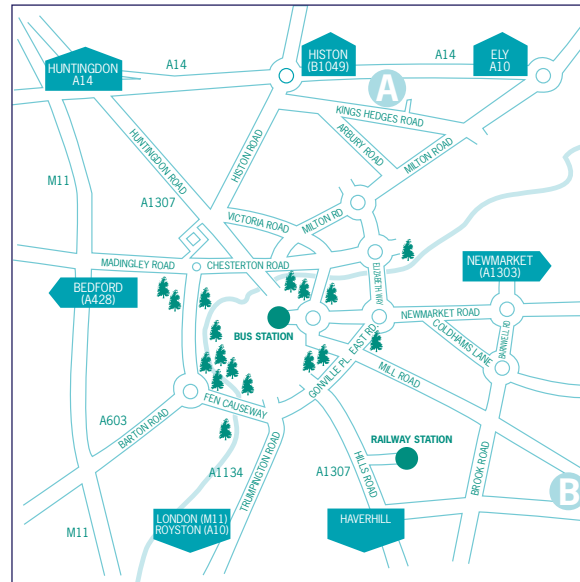 HUNTINGDON
A14
A14
HISTON
(B1049)
A14
ELY
A10
A
KINGS HEDGES ROAD
ARBURY ROAD
MILTON ROAD
HUNTINGDON ROAD
HISTON ROAD
M11
A1307
VICTORIA ROAD
MILTON RD
MADINGLEY ROAD
CHESTERTON ROAD
ELIZABETH WAY
NEWMARKET
(A1303)
BEDFORD
(A428)
BUS STATION
NEWMARKET ROAD
COLDHAMS LANE
BARNWELL RD
EAST RD.
GONVILLE PL.
MILL ROAD
FEN CAUSEWAY
A603
BARTON ROAD
TRUMPINGTON ROAD
A1134
A1307
HILLS ROAD
RAILWAY STATION
BROOK ROAD
B
M11
LONDON (M11)
ROYSTON (A10)
HAVERHILL